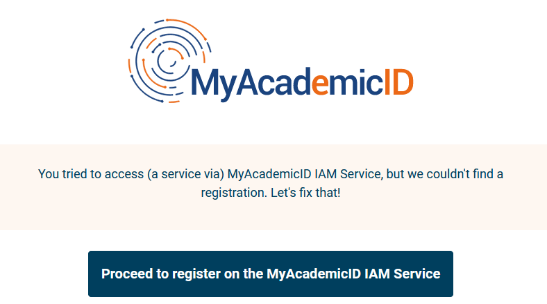 MyAcademicID
You tried to access (a service via) MyAcademicID IAM Service, but we couldn't find a
registration. Let's fix that!
Proceed to register on the MyAcademicID IAM Service